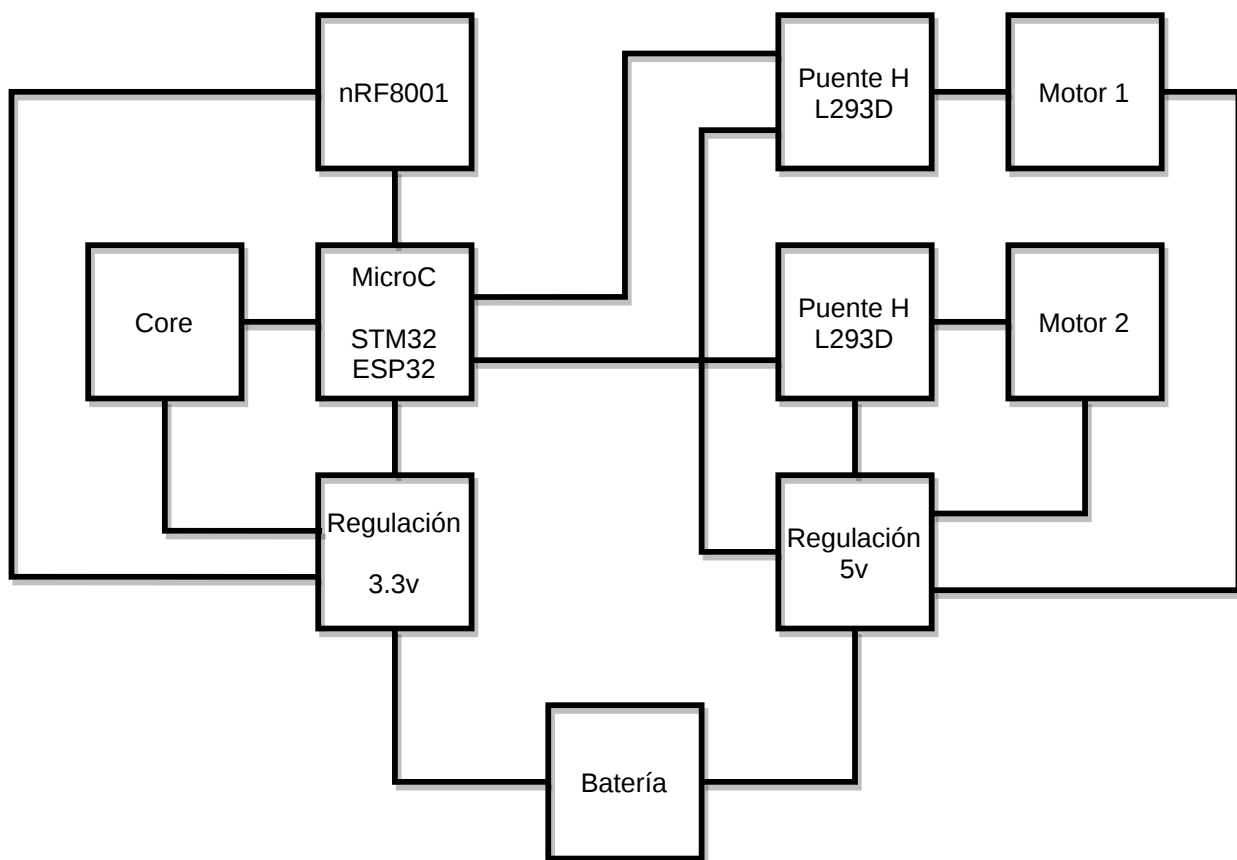 nRF8001
Puente H
L293D
Motor 1
Core
MicroC
STM32
ESP32
Puente H
L293D
Motor 2
Regulación
3.3v
Regulación
5v
Batería